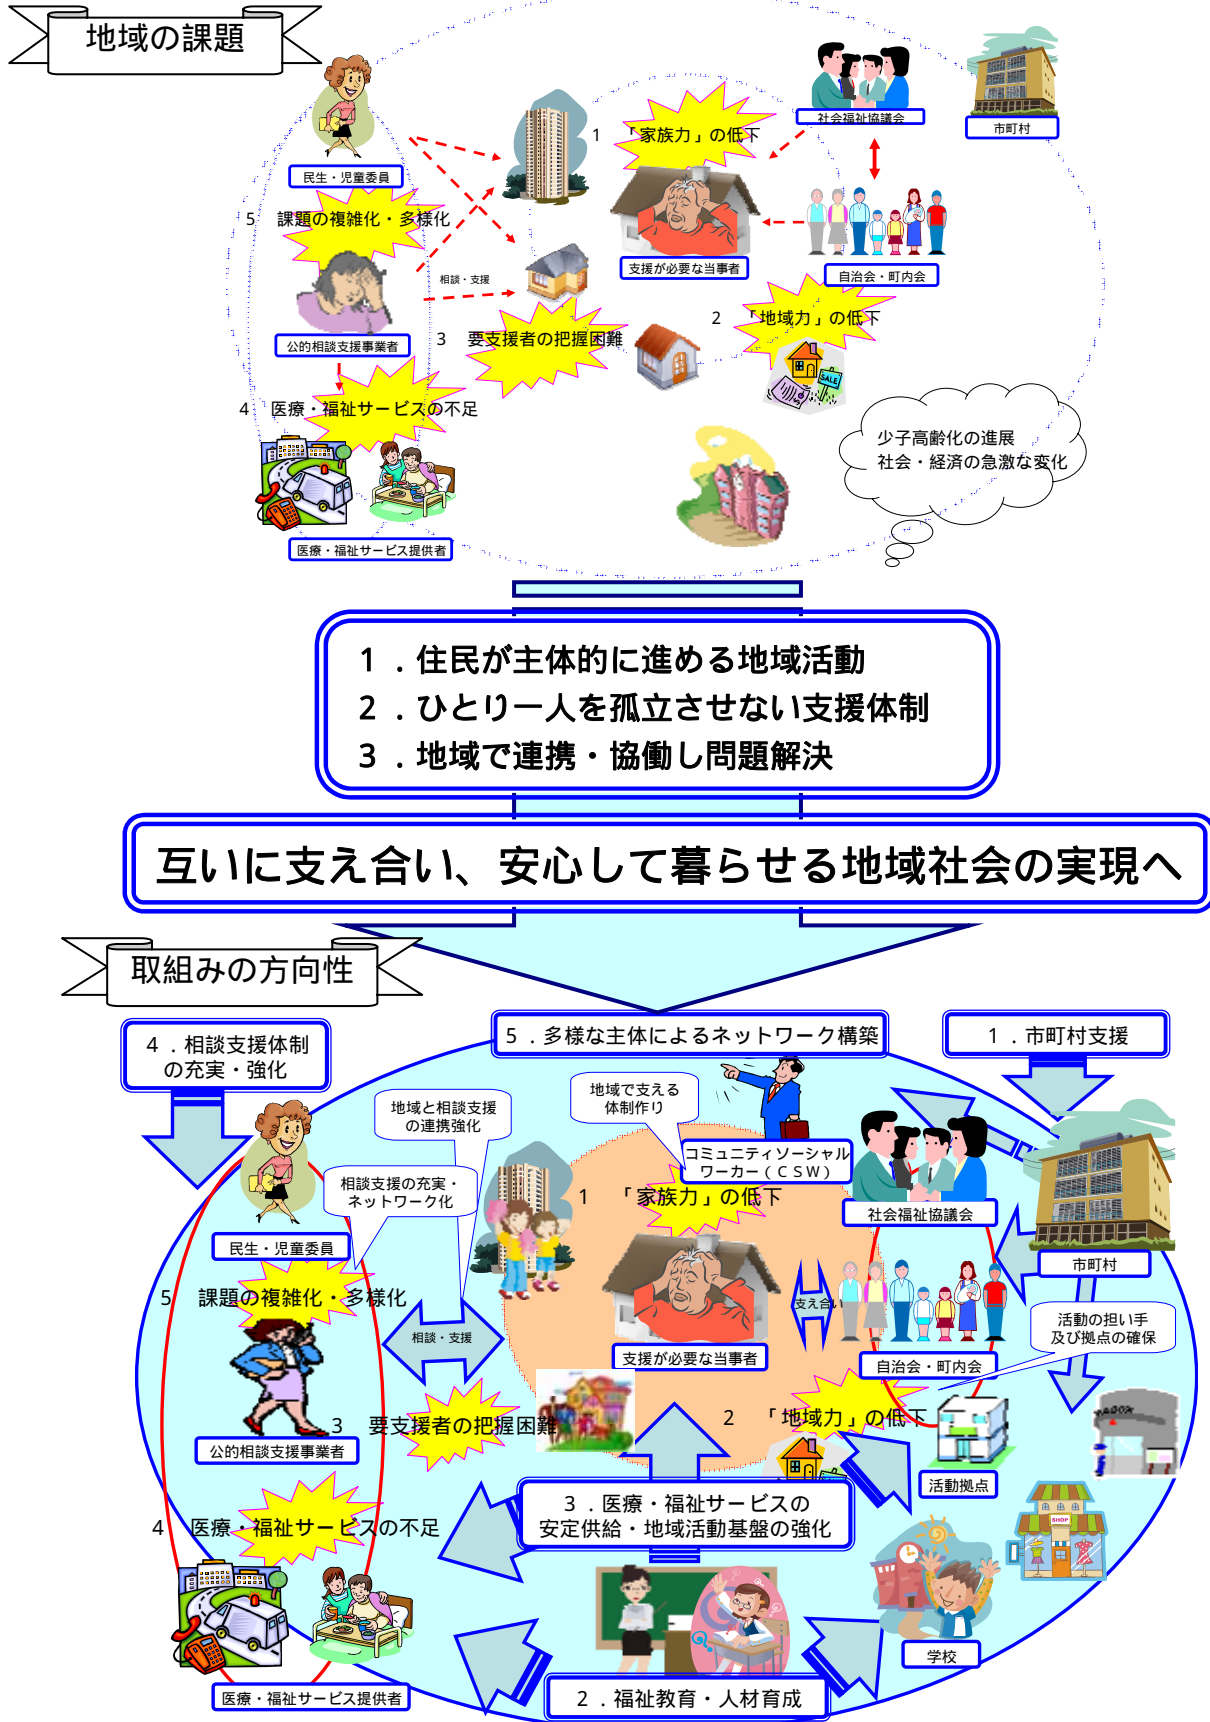 地域の課題
社会福祉協議会
市町村
1 「家族力」の低下
民生・児童委員
5 課題の複雑化・多様化
支援が必要な当事者
自治会・町内会
相談・支援
2 「地域力」の低下
公的相談支援事業者
3 要支援者の把握困難
SALE
4 医療・福祉サービスの不足
少子高齢化の進展
社会・経済の急激な変化
医療・福祉サービス提供者
1．住民が主体的に進める地域活動
2．ひとり一人を孤立させない支援体制
3．地域で連携・協働し問題解決
互いに支え合い、安心して暮らせる地域社会の実現へ
取組みの方向性
4．相談支援体制
の充実・強化
5．多様な主体によるネットワーク構築
1．市町村支援
地域と相談支援
の連携強化
地域で支える
体制作り
コミュニティソーシャル
ワーカー（ＣＳＷ）
相談支援の充実・
ネットワーク化
1 「家族力」の低下
社会福祉協議会
民生・児童委員
市町村
5 課題の複雑化・多様化
支え合い
活動の担い手
及び拠点の確保
相談・支援
支援が必要な当事者
自治会・町内会
3 要支援者の把握困難
2 「地域力」の低下
公的相談支援事業者
活動拠点
3．医療・福祉サービスの
安定供給・地域活動基盤の強化
4 医療・福祉サービスの不足
SHOP
学校
医療・福祉サービス提供者
2．福祉教育・人材育成